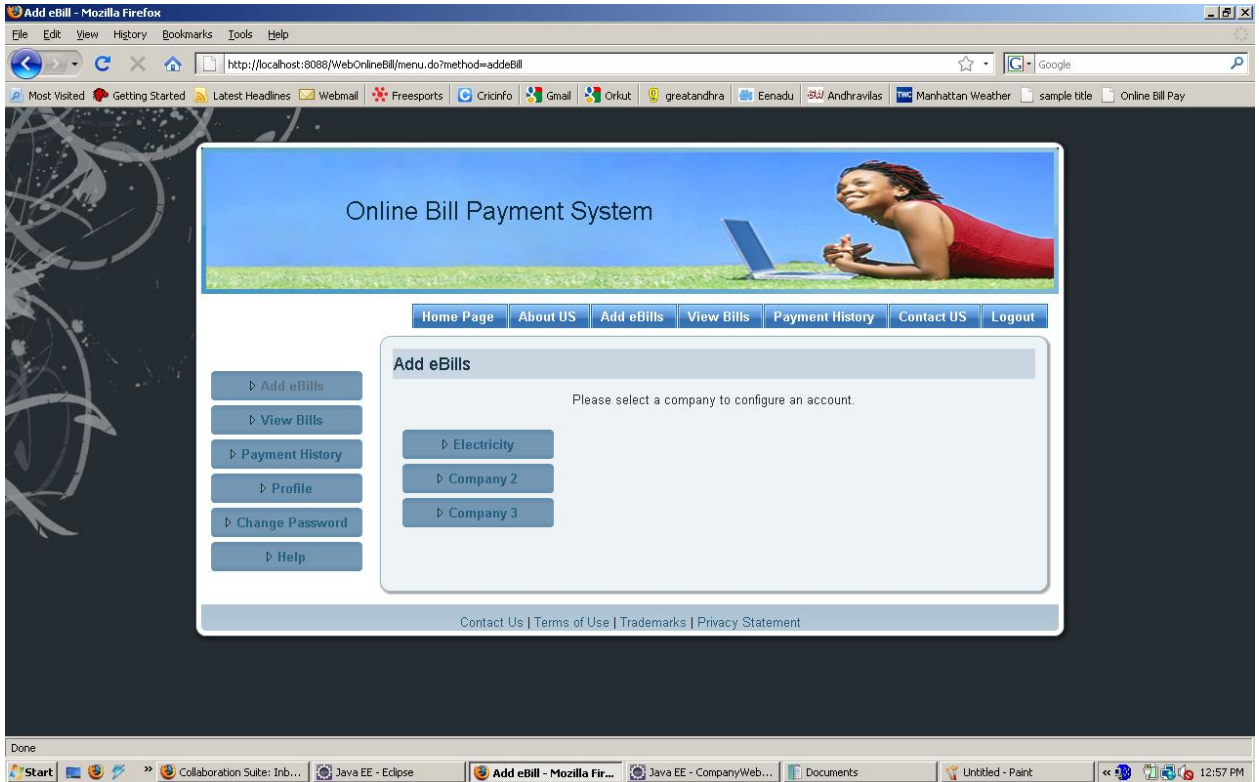 Add eBill - Mozilla Firefox
File Edit View History Bookmarks Tools Help
http://localhost:8088/WebOnlineBill/menu.do?method=addeBill
G Google
Most Visited Getting Started Latest Headlines Webmail Freesports Cricinfo Gmail Orkut greatandhra Eenadu Andhravilas TWC Manhattan Weather sample title Online Bill Pay
Online Bill Payment System
Home Page About US Add eBills View Bills Payment History Contact US Logout
Add eBills
Please select a company to configure an account.
Add eBills
View Bills
Payment History
Profile
Change Password
Help
Electricity
Company 2
Company 3
Contact Us | Terms of Use | Trademarks | Privacy Statement
Done
Start » Collaboration Suite: Inb... Java EE - Eclipse Add eBill - Mozilla Fir... Java EE - CompanyWeb... Documents Untitled - Paint « 12:57 PM